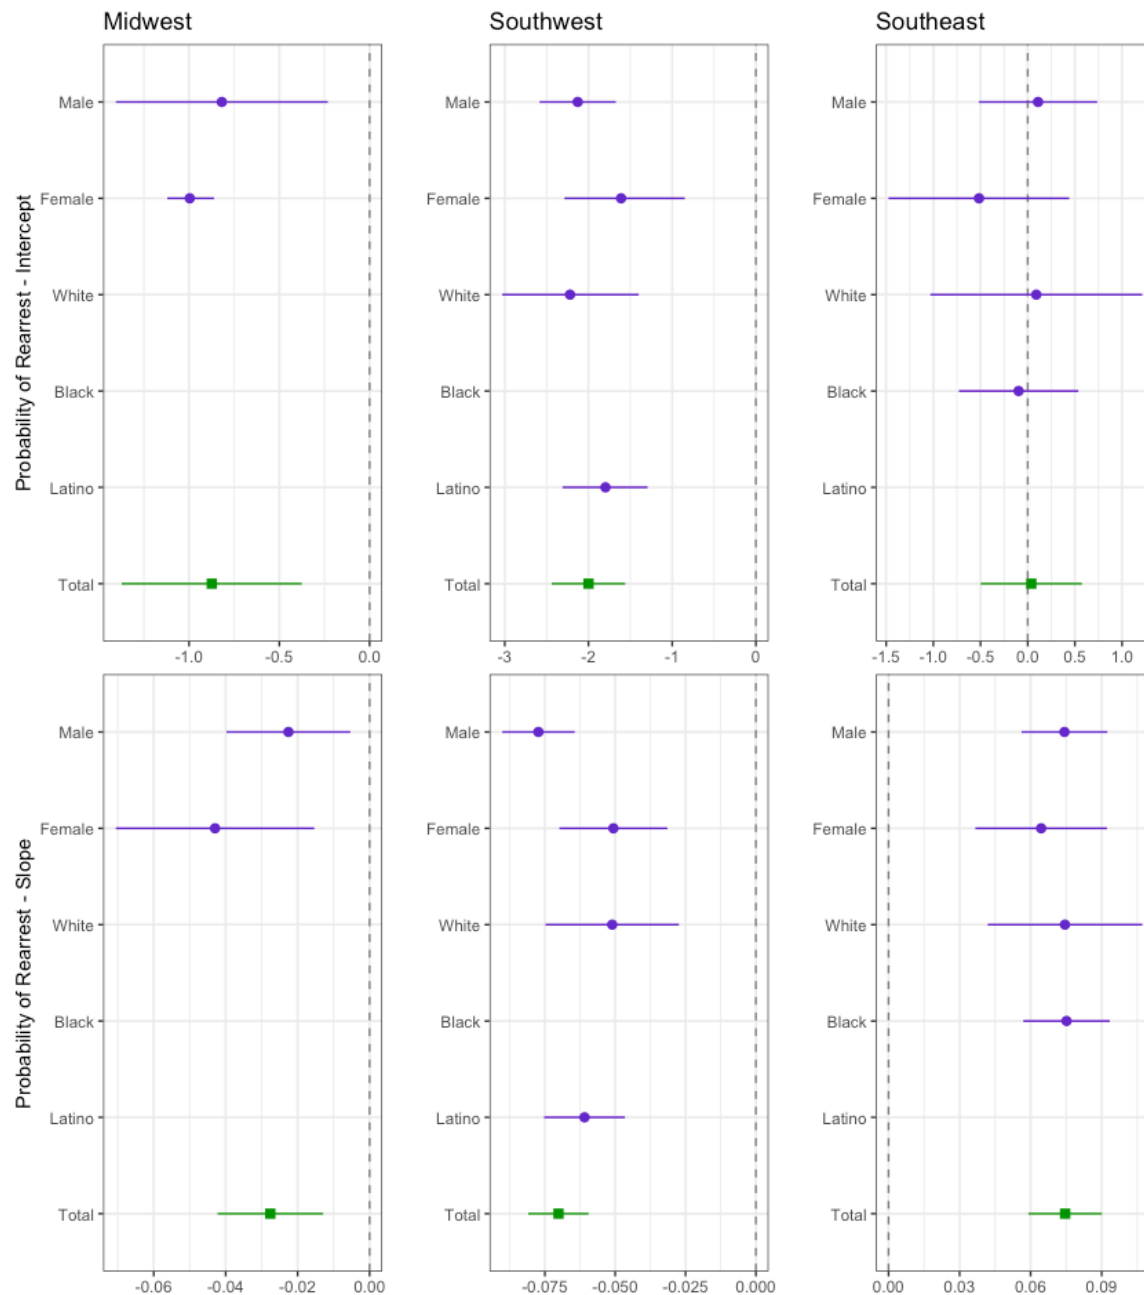 Midwest
Southwest
Southeast
Probability of Rearrest - Intercept
Male
Female
White
Black
Latino
Total
-1.0 -0.5 0.0
Male
Female
White
Black
Latino
Total
-3 -2 -1 0
Male
Female
White
Black
Latino
Total
-1.5 -1.0 -0.5 0.0 0.5 1.0
Probability of Rearrest - Slope
Male
Female
White
Black
Latino
Total
-0.06 -0.04 -0.02 0.00
Male
Female
White
Black
Latino
Total
-0.075 -0.050 -0.025 0.000
Male
Female
White
Black
Latino
Total
0.00 0.03 0.06 0.09